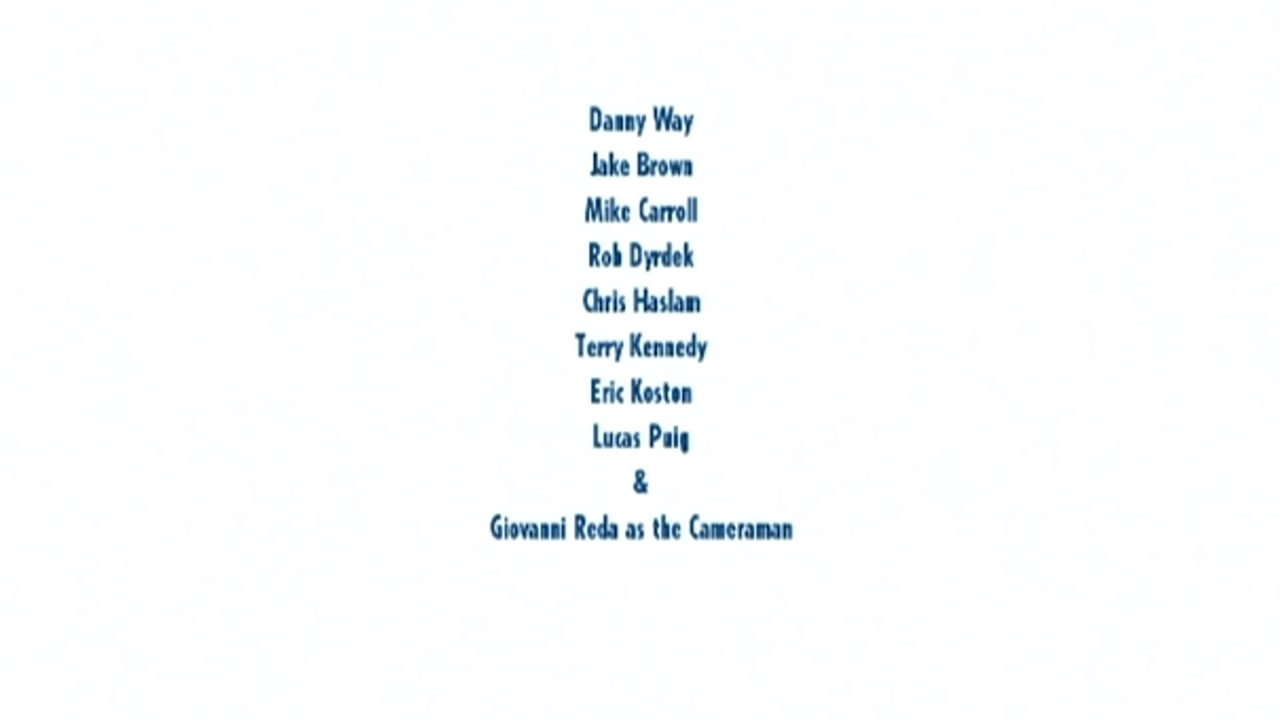 Danny Way
Jake Brown
Mike Carroll
Rob Dyrdek
Chris Haslam
Terry Kennedy
Eric Koston
Lucas Puig
&
Giovanni Reda as the Cameraman